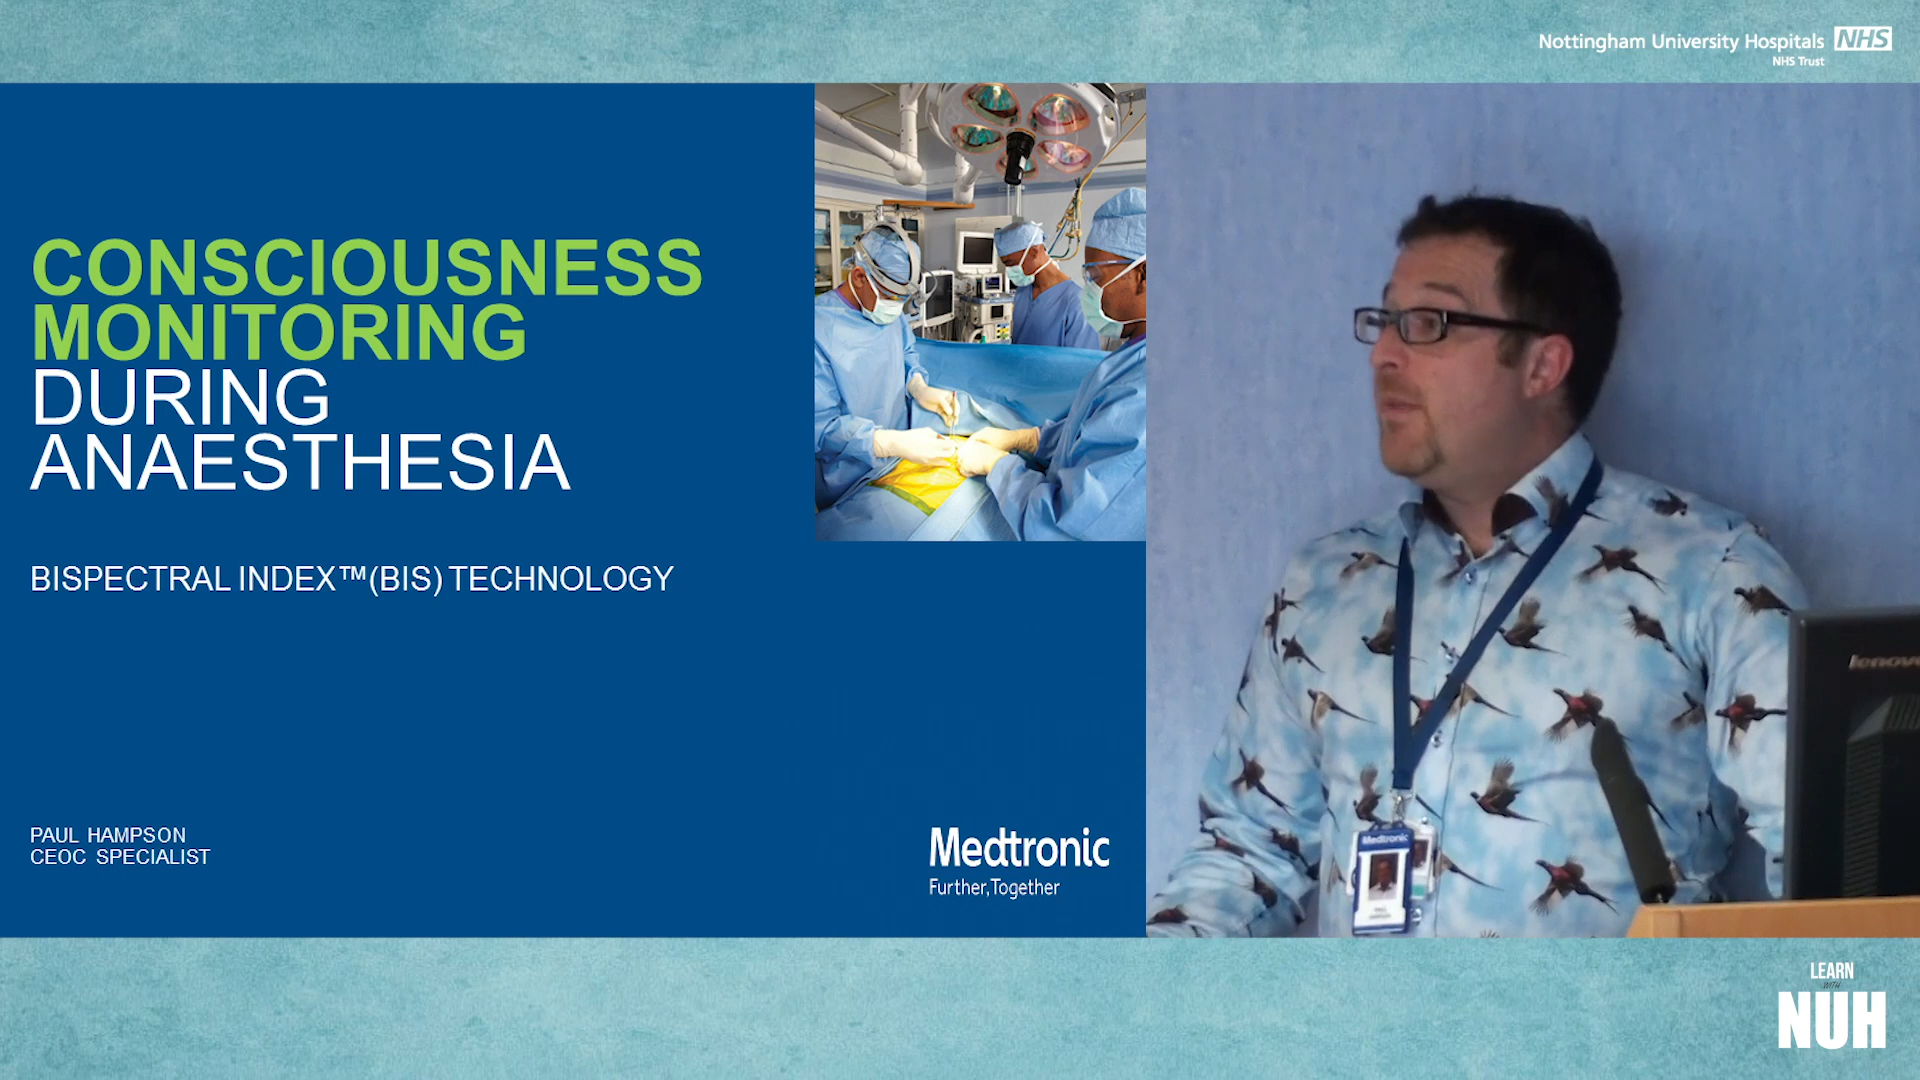 Nottingham University Hospitals NHS
NHS Trust
CONSCIOUSNESS
MONITORING
DURING
ANAESTHESIA
BISPECTRAL INDEX™(BIS) TECHNOLOGY
PAUL HAMPSON
CEOC SPECIALIST
Medtronic
Further, Together
Medtronic
lenovo
LEARN
WITH
NUH